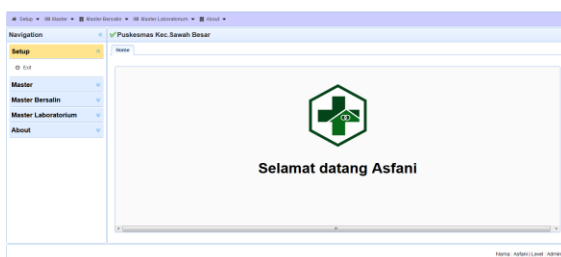 Setup Master Master Bersalin Master Laboratorium About
Navigation
Puskesmas Kec.Sawah Besar
Setup
Home
Exit
Master
Master Bersalin
Master Laboratorium
About
Selamat datang Asfani
Nama : Asfani | Level : Admin